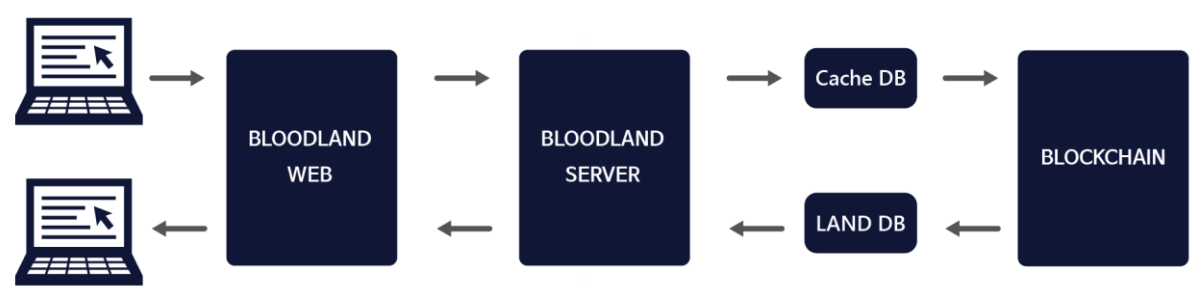 BLOODLAND
WEB
BLOODLAND
SERVER
Cache DB
LAND DB
BLOCKCHAIN